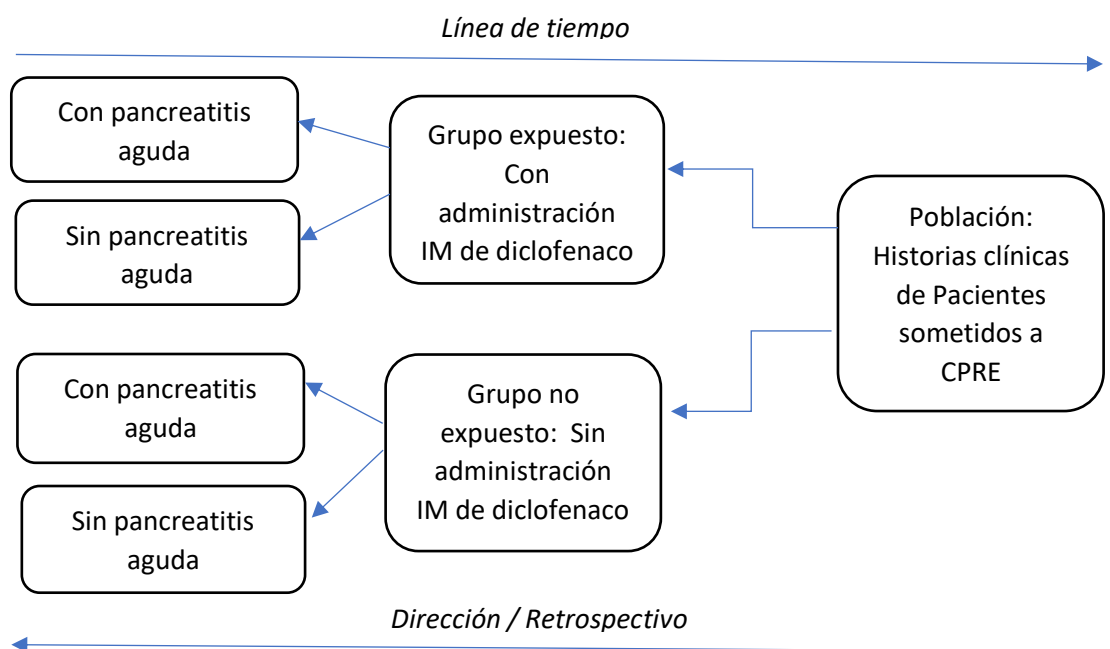 Línea de tiempo
Con pancreatitis
aguda
Sin pancreatitis
aguda
Grupo expuesto:
Con
administración
IM de diclofenaco
Población:
Historias clínicas
de Pacientes
sometidos a
CPRE
Con pancreatitis
aguda
Sin pancreatitis
aguda
Grupo no
expuesto: Sin
administración
IM de diclofenaco
Dirección / Retrospectivo